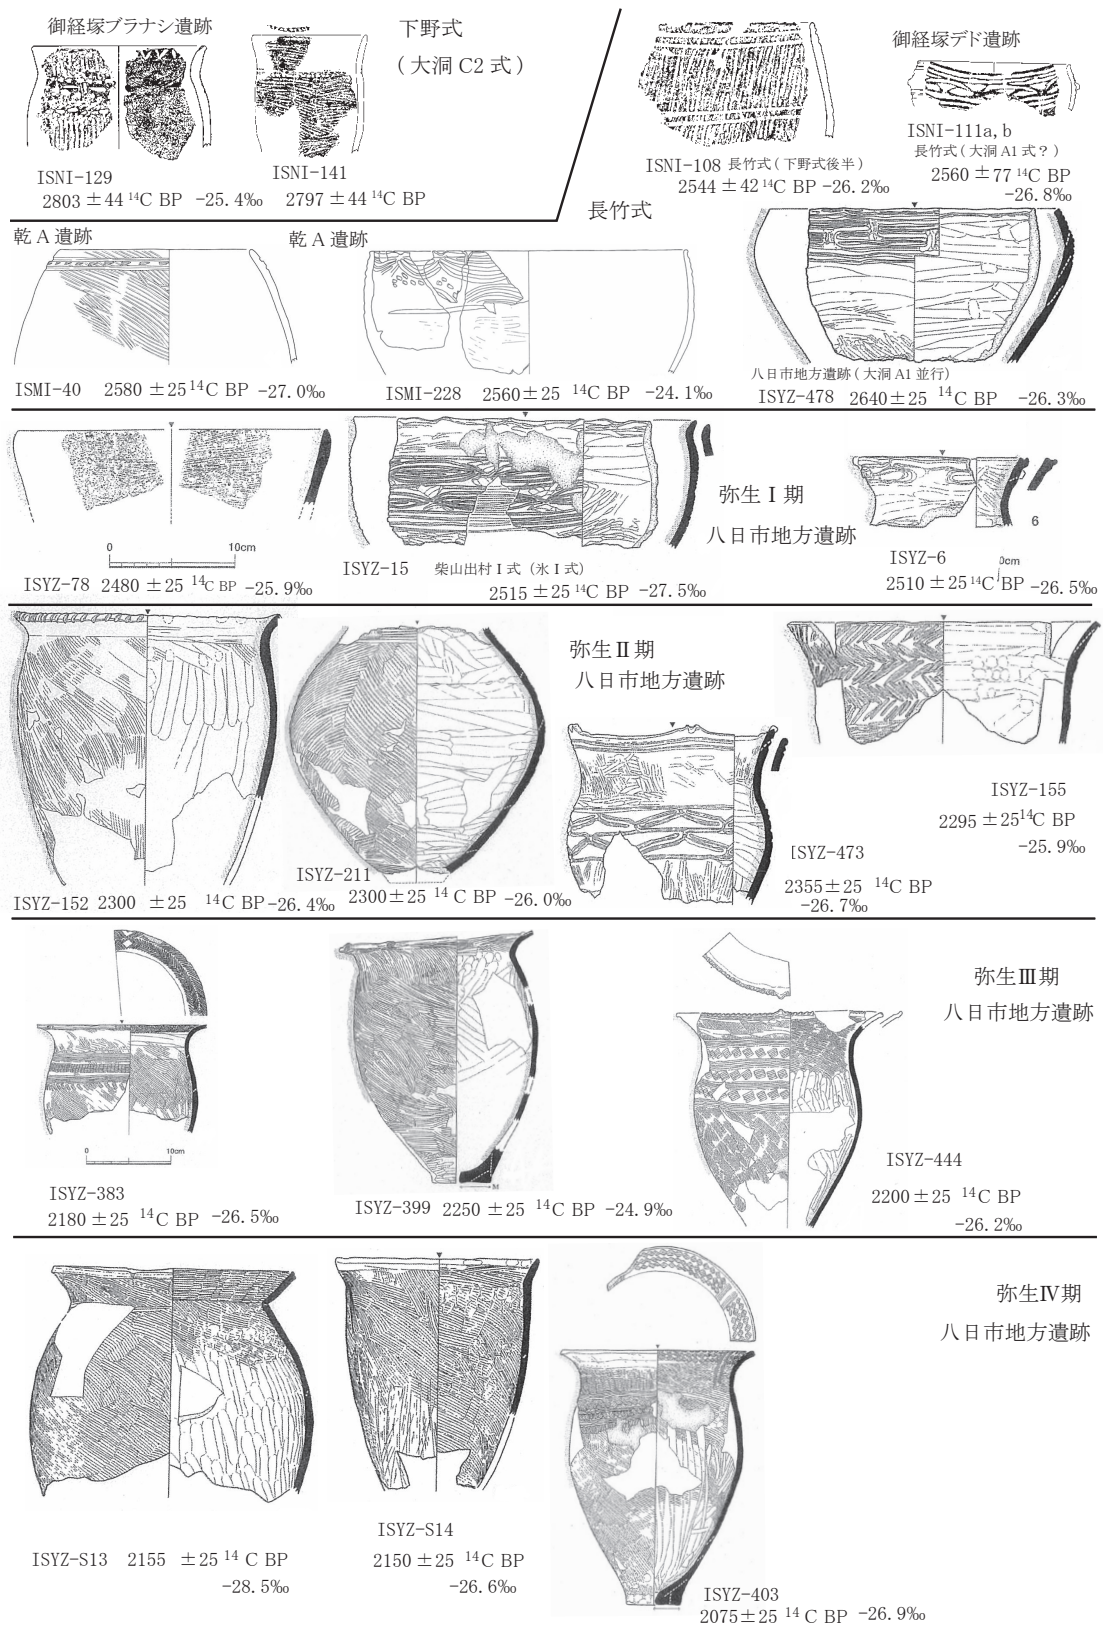 御経塚ブラナシ遺跡
下野式
(大洞 C2 式)
ISNI-129
2803 ±44 ¹⁴C BP -25.4‰
ISNI-141
2797±44 ¹⁴C BP
御経塚デド遺跡
ISNI-108 長竹式(下野式後半)
2544 ±42 ¹⁴C BP -26.2‰
ISNI-111a, b
長竹式(大洞 A1 式?)
2560 ±77 ¹⁴C BP
-26.8‰
長竹式
乾 A 遺跡
ISMI-40 2580 ±25 ¹⁴C BP -27.0‰
乾 A 遺跡
ISMI-228 2560±25 ¹⁴C BP -24.1‰
八日市地方遺跡(大洞 A1 並行)
ISYZ-478 2640±25 ¹⁴C BP -26.3‰
弥生Ⅰ期
八日市地方遺跡
0 10cm
ISYZ-78 2480 ±25 ¹⁴C BP -25.9‰
ISYZ-15 柴山出村Ⅰ式(氷Ⅰ式)
2515 ±25 ¹⁴C BP -27.5‰
6
ISYZ-6
0cm
2510 ±25 ¹⁴C BP -26.5‰
弥生Ⅱ期
八日市地方遺跡
ISYZ-152 2300 ±25 ¹⁴C BP -26.4‰
ISYZ-211
2300±25 ¹⁴C BP -26.0‰
ISYZ-473
2355±25 ¹⁴C BP
-26.7‰
ISYZ-155
2295 ±25 ¹⁴C BP
-25.9‰
弥生Ⅲ期
八日市地方遺跡
0 10cm
ISYZ-383
2180 ±25 ¹⁴C BP -26.5‰
M
ISYZ-399 2250 ±25 ¹⁴C BP -24.9‰
ISYZ-444
2200±25 ¹⁴C BP
-26.2‰
弥生Ⅳ期
八日市地方遺跡
ISYZ-S13 2155 ±25 ¹⁴C BP
-28.5‰
ISYZ-S14
2150 ±25 ¹⁴C BP
-26.6‰
ISYZ-403
2075±25 ¹⁴C BP -26.9‰